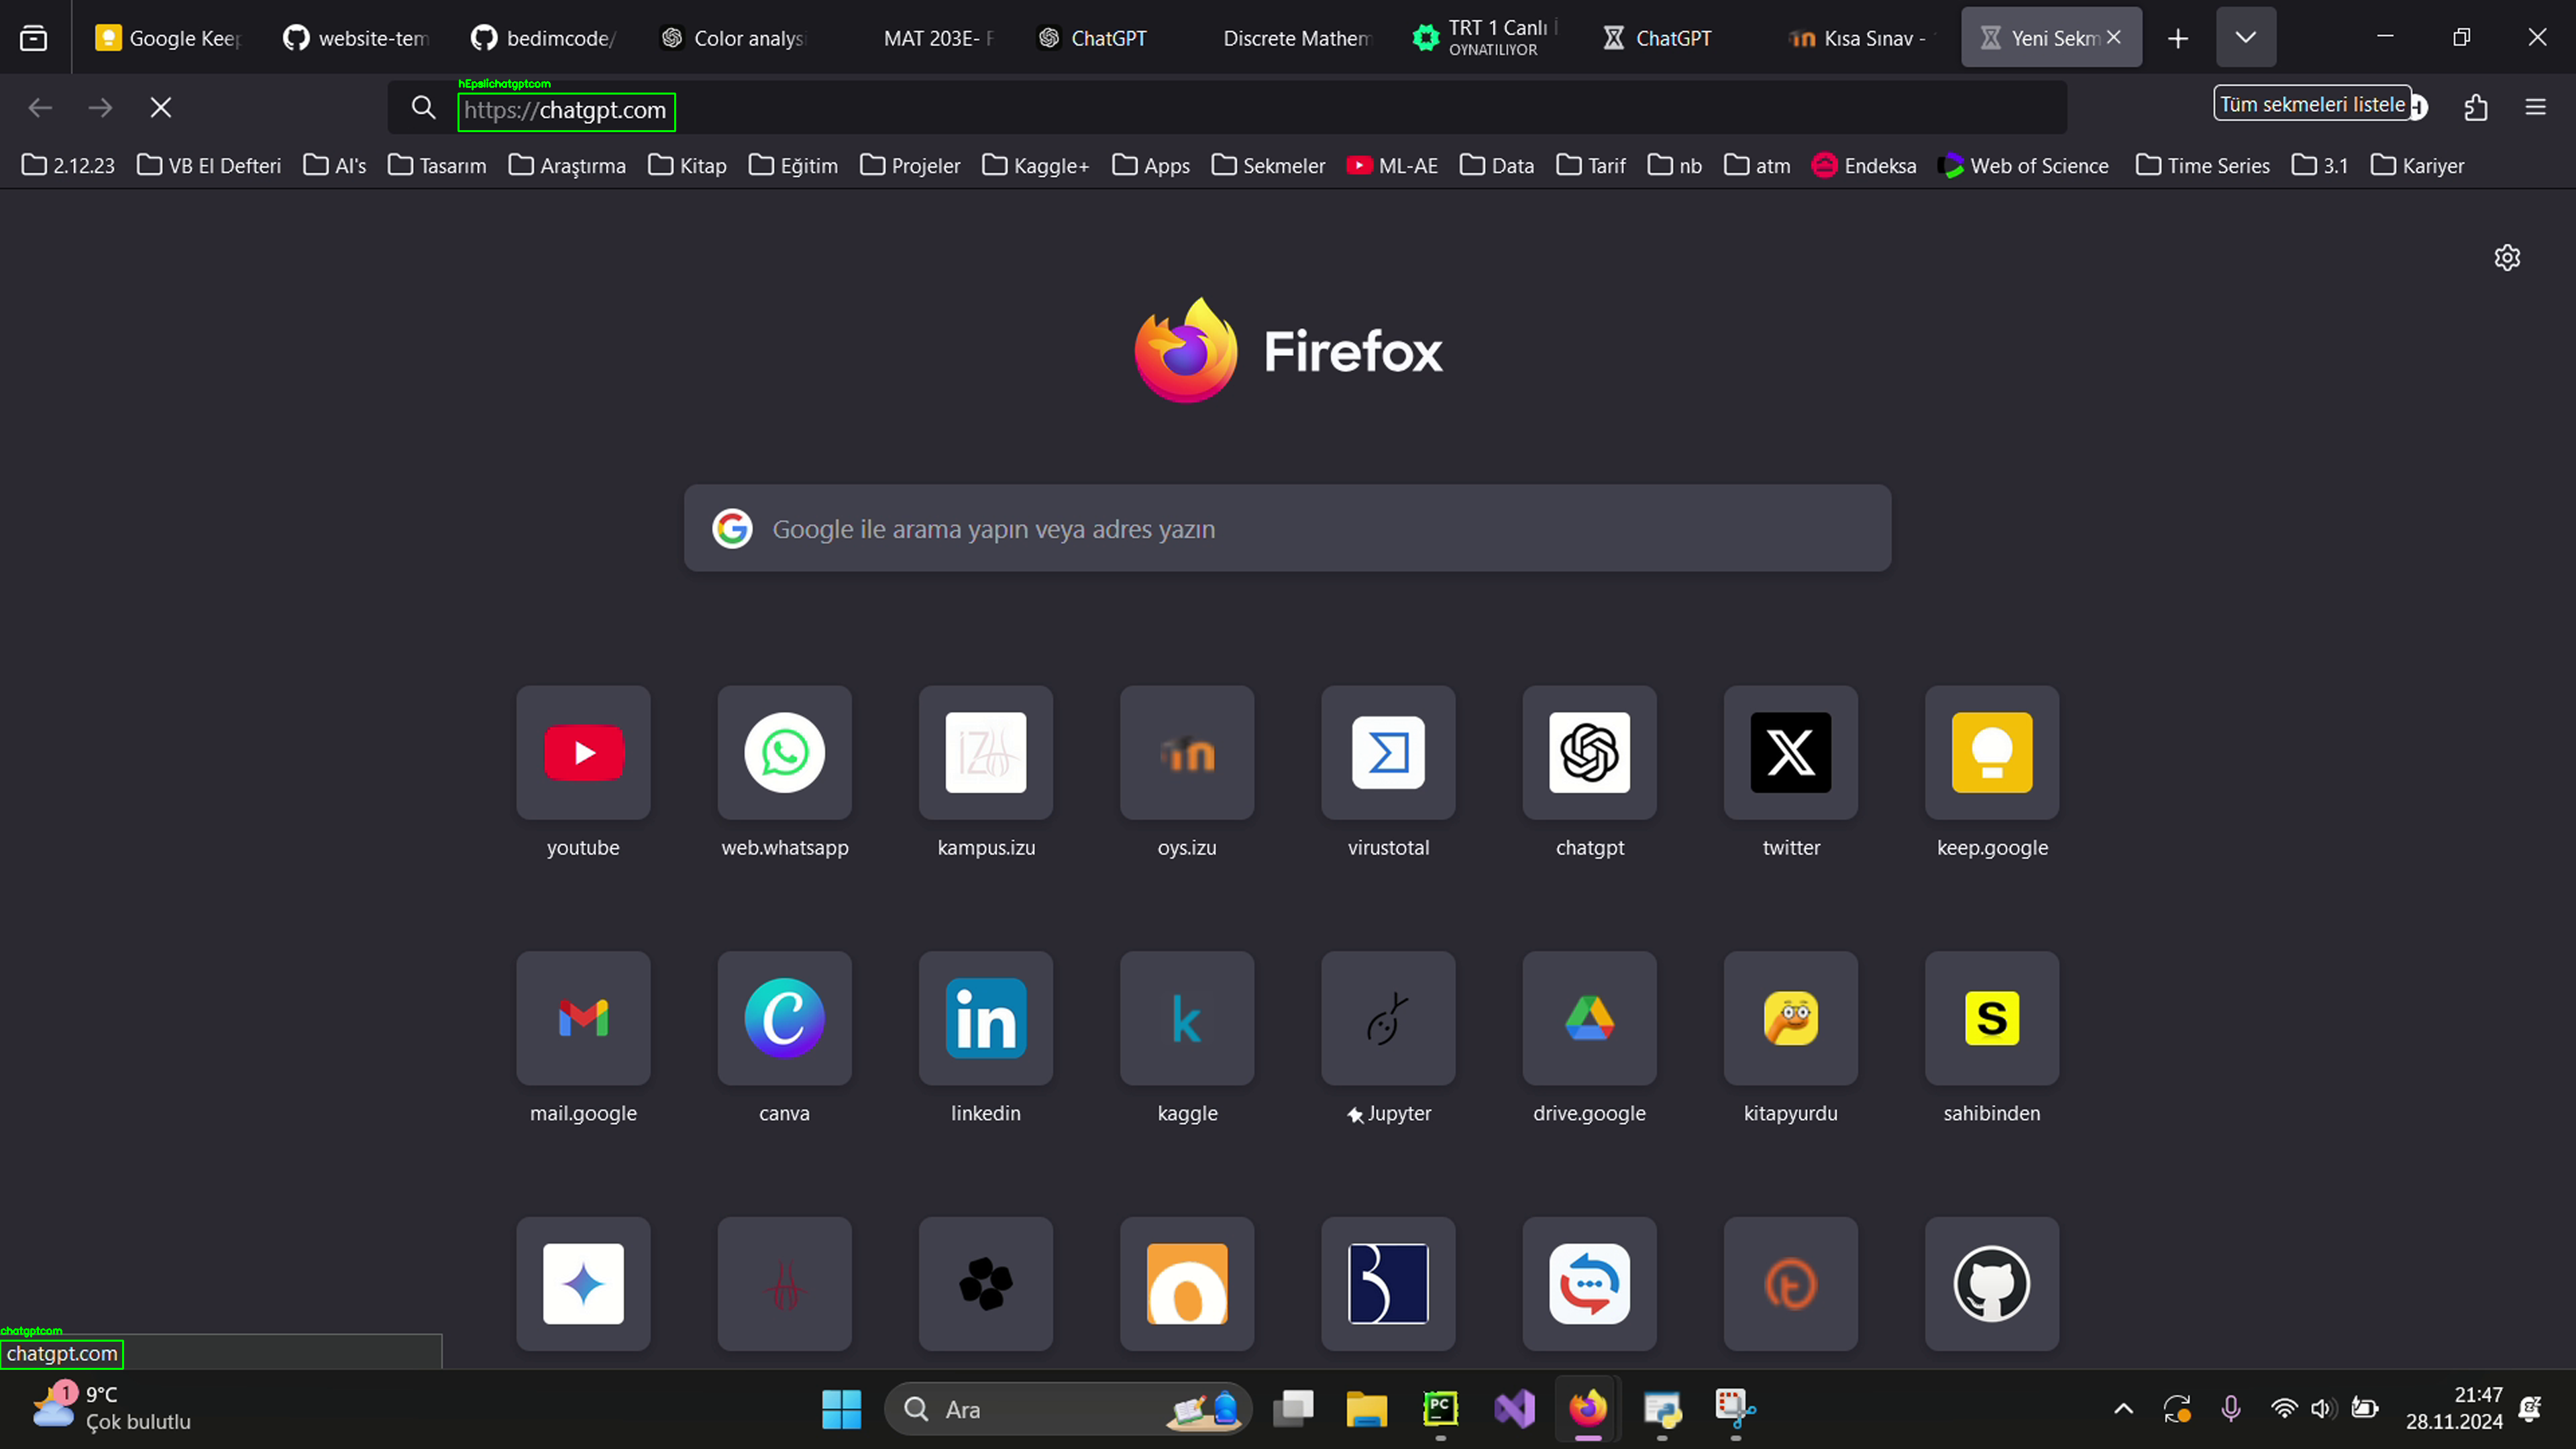 Google Keep
website-tem
bedimcode/
Color analysi
MAT 203E- F
ChatGPT
Discrete Mathem
TRT 1 Canlı İ
OYNATILIYOR
ChatGPT
Kısa Sınav -
Yeni Sekm
hEpslichatgptcom
https://chatgpt.com
Tüm sekmeleri listele
2.12.23
VB El Defteri
AI's
Tasarım
Araştırma
Kitap
Eğitim
Projeler
Kaggle+
Apps
Sekmeler
ML-AE
Data
Tarif
nb
atm
Endeksa
Web of Science
Time Series
3.1
Kariyer
Firefox
Google ile arama yapın veya adres yazın
youtube
web.whatsapp
kampus.izu
oys.izu
virustotal
chatgpt
twitter
keep.google
mail.google
canva
linkedin
kaggle
Jupyter
drive.google
kitapyurdu
sahibinden
chatgptcom
chatgpt.com
1
9°C
Çok bulutlu
Ara
21:47
28.11.2024